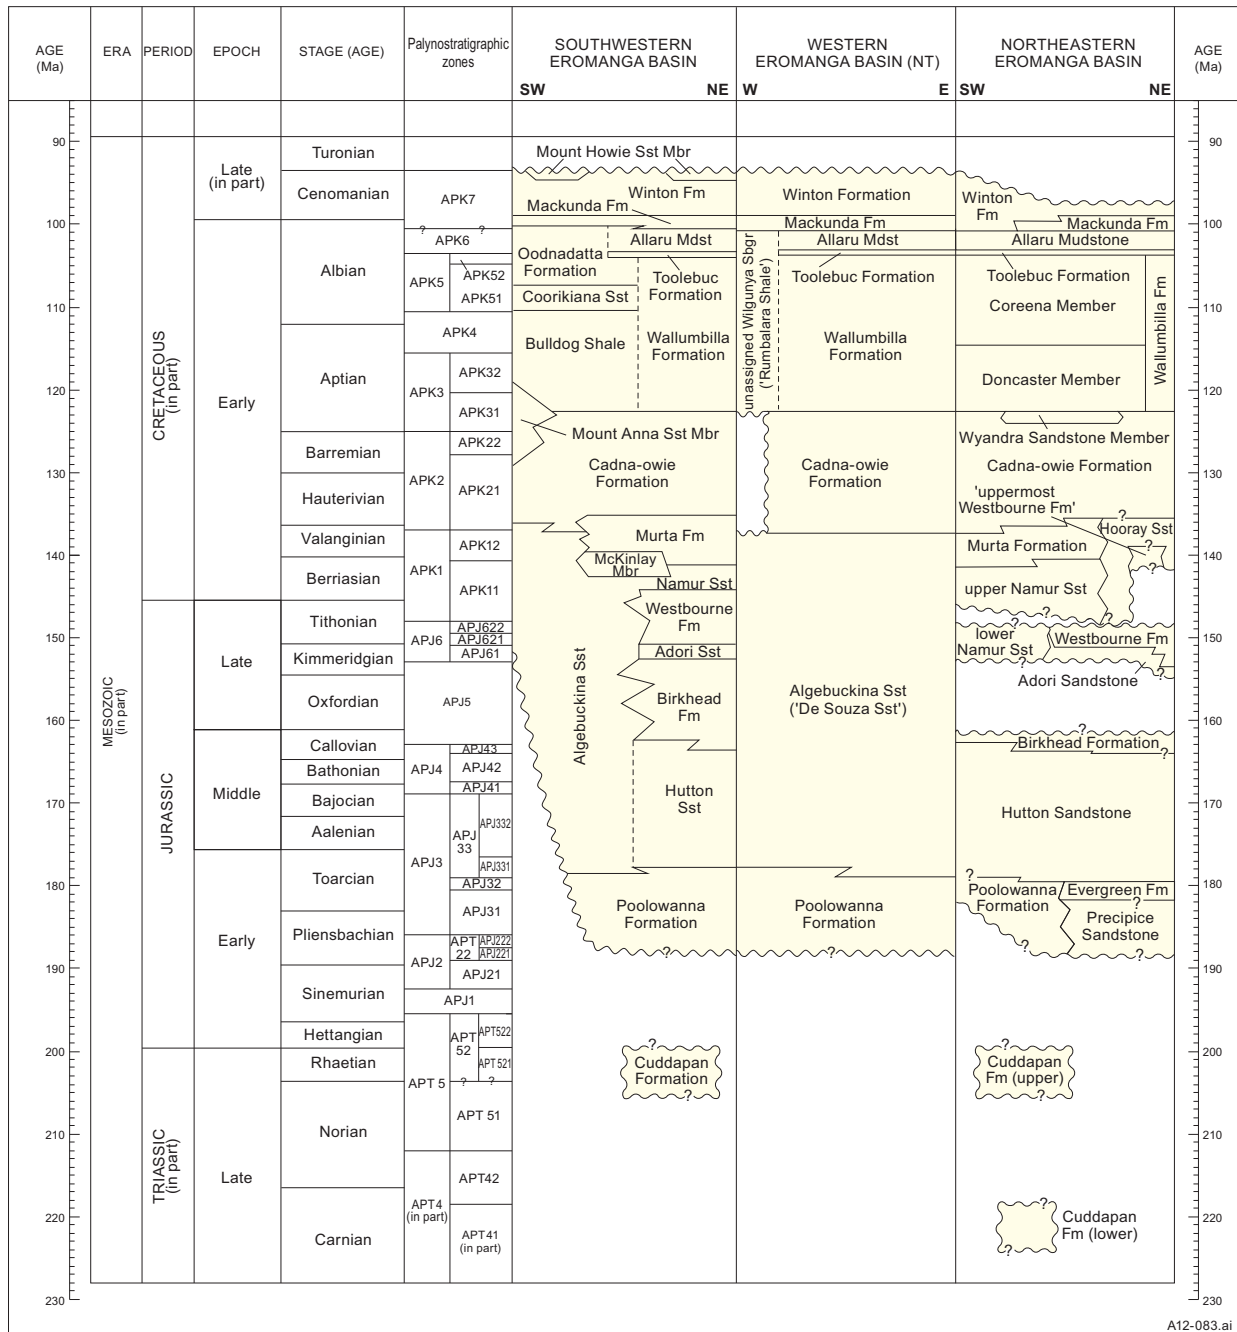 AGE
(Ma)
ERA
PERIOD
EPOCH
STAGE (AGE)
Palynostratigraphic
zones
SOUTHWESTERN
EROMANGA BASIN
SW NE
WESTERN
EROMANGA BASIN (NT)
W E
NORTHEASTERN
EROMANGA BASIN
SW NE
AGE
(Ma)
90
100
110
120
130
140
150
160
170
180
190
200
210
220
230
MESOZOIC
(in part)
CRETACEOUS
(in part)
JURASSIC
TRIASSIC
(in part)
Late
(in part)
Early
Late
Middle
Early
Late
Turonian
Cenomanian
Albian
Aptian
Barremian
Hauterivian
Valanginian
Berriasian
Tithonian
Kimmeridgian
Oxfordian
Callovian
Bathonian
Bajocian
Aalenian
Toarcian
Pliensbachian
Sinemurian
Hettangian
Rhaetian
Norian
Carnian
APK7
? ?
APK6
APK5
APK52
APK51
APK4
APK3
APK32
APK31
APK2
APK22
APK21
APK1
APK12
APK11
APJ6
APJ622
APJ621
APJ61
APJ5
APJ4
APJ43
APJ42
APJ41
APJ3
APJ
33
APJ332
APJ331
APJ32
APJ31
APJ2
APT
22
APJ222
APJ221
APJ21
APJ1
APT 5
APT
52
APT522
APT 521
? ?
APT 51
APT4
(in part)
APT42
APT41
(in part)
Mount Howie Sst Mbr
Winton Fm
Mackunda Fm
Allaru Mdst
Oodnadatta
Formation
Toolebuc
Formation
Coorikiana Sst
Bulldog Shale
Wallumbilla
Formation
Mount Anna Sst Mbr
Cadna-owie
Formation
Murta Fm
McKinlay
Mbr
Namur Sst
Westbourne
Fm
Adori Sst
Algebuckina Sst
Birkhead
Fm
Hutton
Sst
Poolowanna
Formation
?
?
Cuddapan
Formation
?
Winton Formation
Mackunda Fm
Allaru Mdst
unassigned Wilgunya Sbgr
('Rumbalara Shale')
Toolebuc Formation
Wallumbilla
Formation
Cadna-owie
Formation
Algebuckina Sst
('De Souza Sst')
Poolowanna
Formation
?
Winton
Fm
Mackunda Fm
Allaru Mudstone
Toolebuc Formation
Coreena Member
Wallumbilla Fm
Doncaster Member
Wyandra Sandstone Member
Cadna-owie Formation
'uppermost
Westbourne Fm'
?
Hooray Sst
Murta Formation
?
?
upper Namur Sst
?
?
?
lower
Namur Sst
Westbourne Fm
?
?
Adori Sandstone
?
Birkhead Formation
?
Hutton Sandstone
?
Poolowanna
Formation
Evergreen Fm
?
Precipice
Sandstone
?
?
?
Cuddapan
Fm (upper)
?
?
Cuddapan
Fm (lower)
?
90
100
110
120
130
140
150
160
170
180
190
200
210
220
230
A12-083.ai